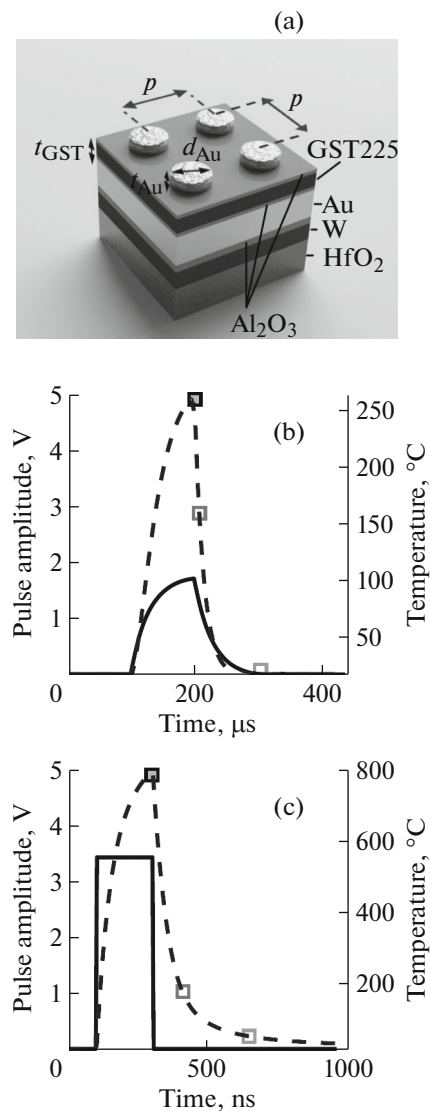 (a)
p
p
tGST
dAu
tAu
GST225
Au
W
HfO2
Al2O3
(b)
Pulse amplitude, V
5
4
3
2
1
0
200
400
Time, μs
250
200
150
100
50
Temperature, °C
(c)
Pulse amplitude, V
5
4
3
2
1
0
500
1000
Time, ns
800
600
400
200
Temperature, °C